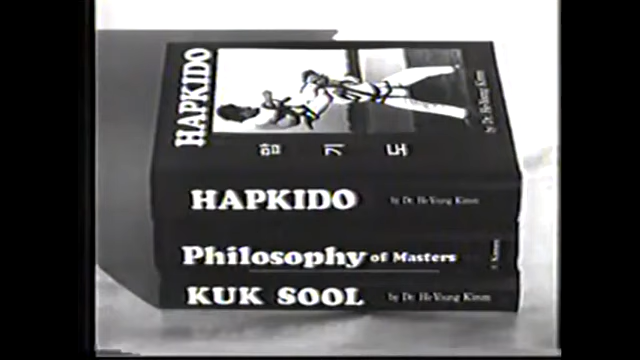 HAPKIDO
by Dr. He-Young Kimm
합 기 도
HAPKIDO
by Dr. He-Young Kimm
Philosophy of Masters
KUK SOOL
by Dr. He-Young Kimm